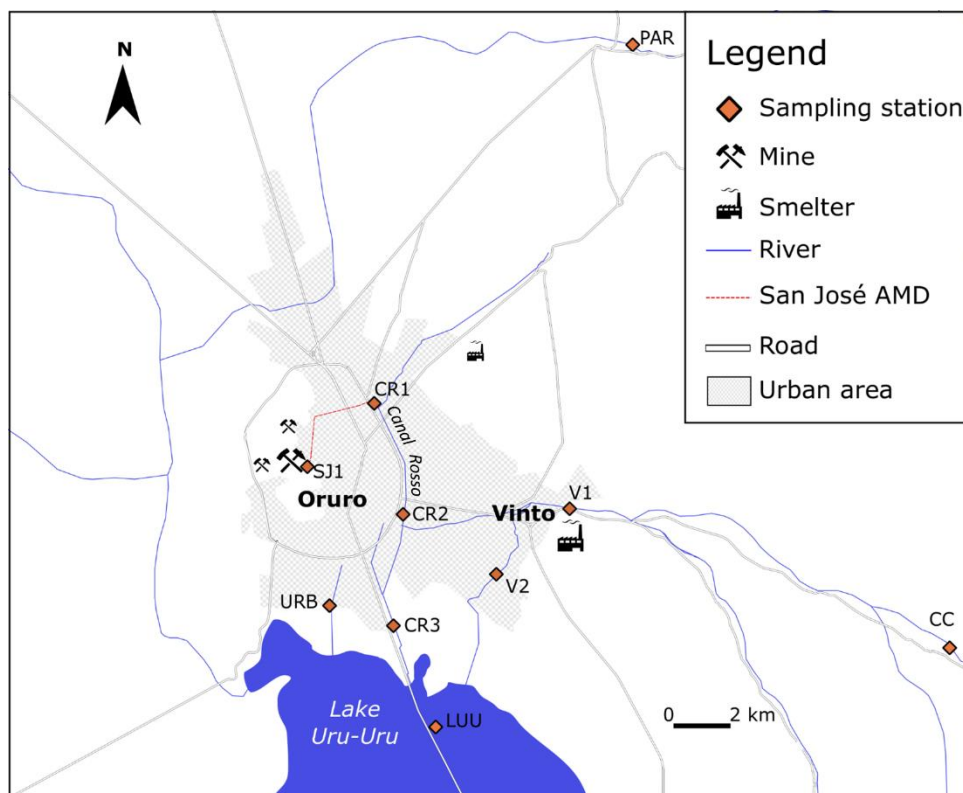 N
PAR
Legend
Sampling station
Mine
Smelter
River
San José AMD
Road
Urban area
CR1
Canal Rosso
SJ1
Oruro
CR2
Vinto
V1
V2
URB
CR3
CC
Lake
Uru-Uru
LUU
0 2 km